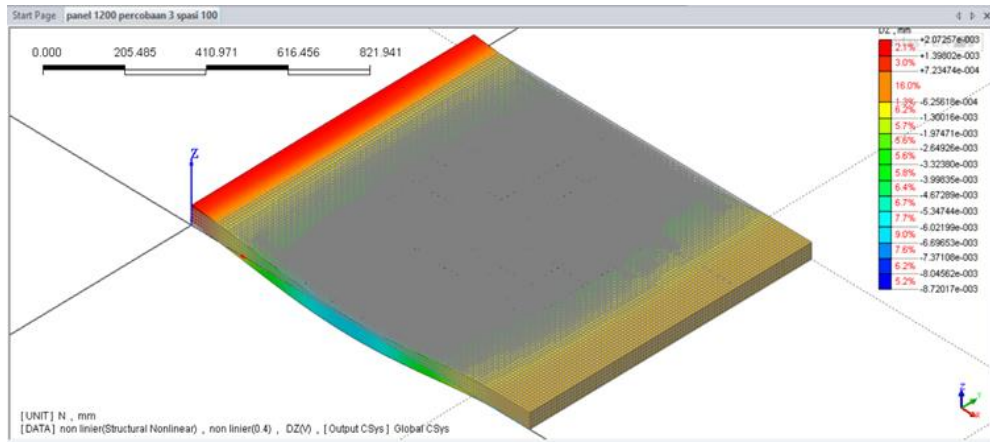 Start Page panel 1200 percobaan 3 spasi 100
0.000 205.485 410.971 616.456 821.941
DZ , mm
+2.07257e-003
2.1%
+1.39802e-003
3.0%
+7.23474e-004
16.0%
-6.25618e-004
6.2%
-1.30016e-003
5.7%
-1.97471e-003
5.6%
-2.64926e-003
5.6%
-3.32380e-003
5.8%
-3.99835e-003
6.4%
-4.67289e-003
6.7%
-5.34744e-003
7.7%
-6.02199e-003
9.0%
-6.69653e-003
7.6%
-7.37108e-003
6.2%
-8.04562e-003
5.2%
-8.72017e-003
Z
[UNIT] N , mm
[DATA] non linier(Structural Nonlinear) , non linier(0.4) , DZ(V) , [Output CSys] Global CSys